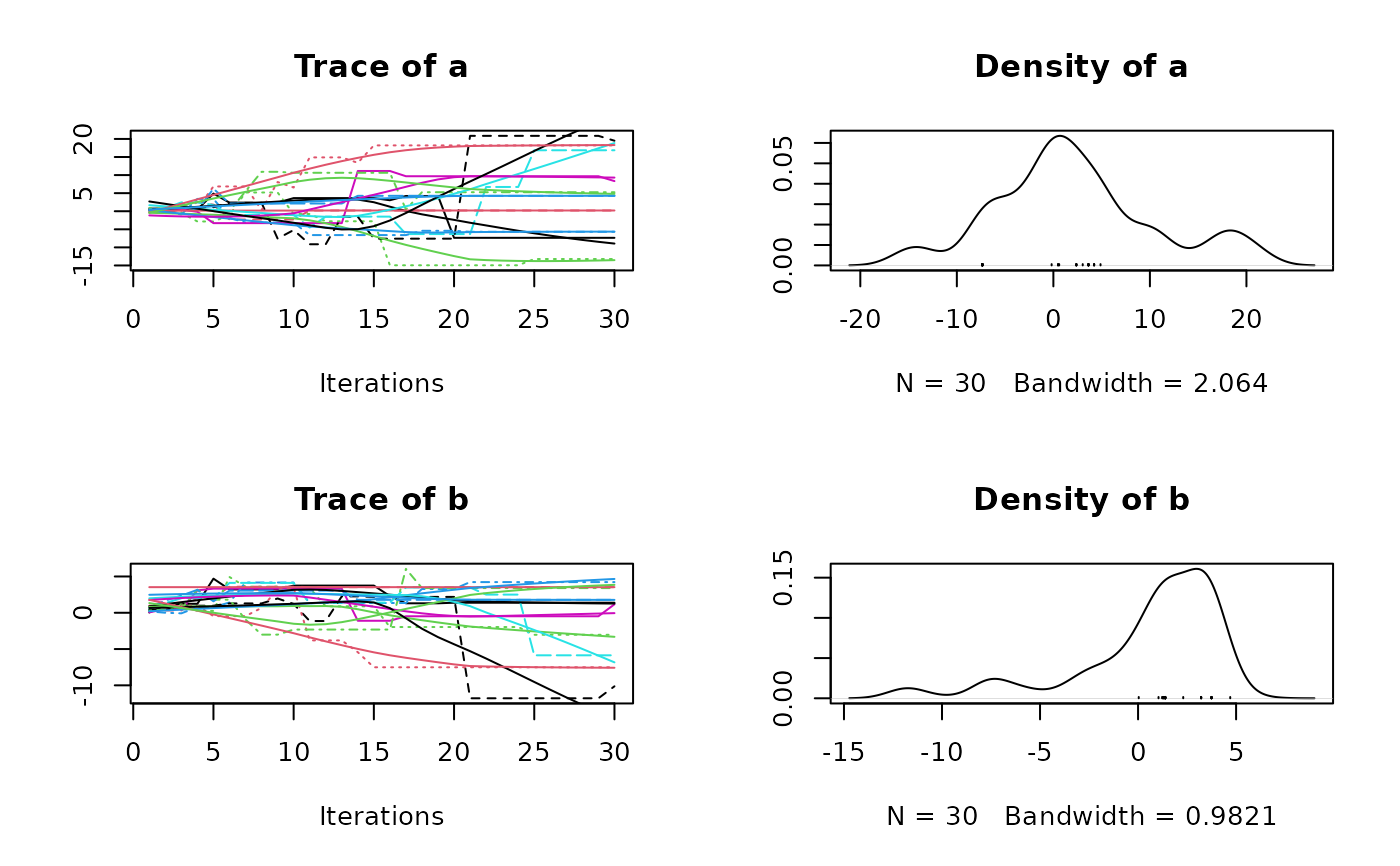 Trace of a
20
5
-15
0 5 10 15 20 25 30
Iterations
Density of a
0.05
0.00
-20 -10 0 10 20
N = 30 Bandwidth = 2.064
Trace of b
0
-10
0 5 10 15 20 25 30
Iterations
Density of b
0.15
0.00
-15 -10 -5 0 5
N = 30 Bandwidth = 0.9821